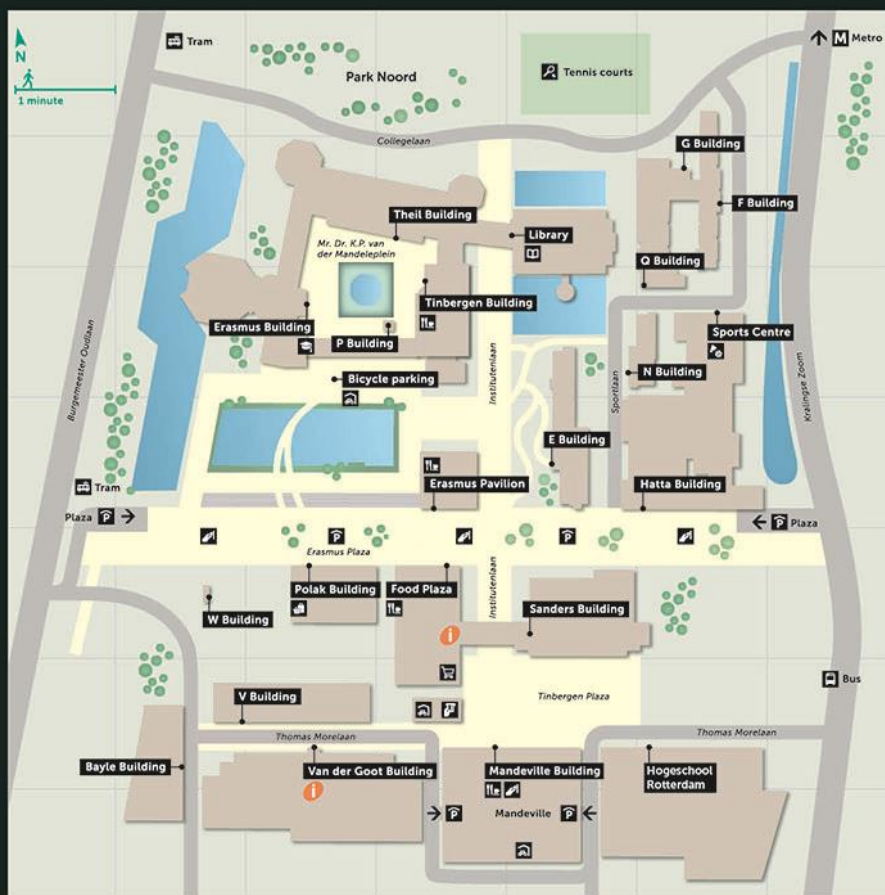 Tram
M Metro
N
1 minute
Park Noord
Tennis courts
Collegelaan
G Building
F Building
Theil Building
Library
Mr. Dr. K.P. van
der Mandeleplein
Q Building
Tinbergen Building
Erasmus Building
P Building
Sports Centre
N Building
Bicycle parking
Burgemeester Oudlaan
Institutenlaan
Sportlaan
Kralingse Zoom
E Building
Tram
Erasmus Pavilion
Hatta Building
Plaza P
P Plaza
P
P
Erasmus Plaza
Polak Building
Food Plaza
Institutenlaan
Sanders Building
W Building
i
Bus
V Building
Tinbergen Plaza
Thomas Morelaan
Thomas Morelaan
Bayle Building
Van der Goot Building
Mandeville Building
Hogeschool
Rotterdam
i
P
Mandeville
P